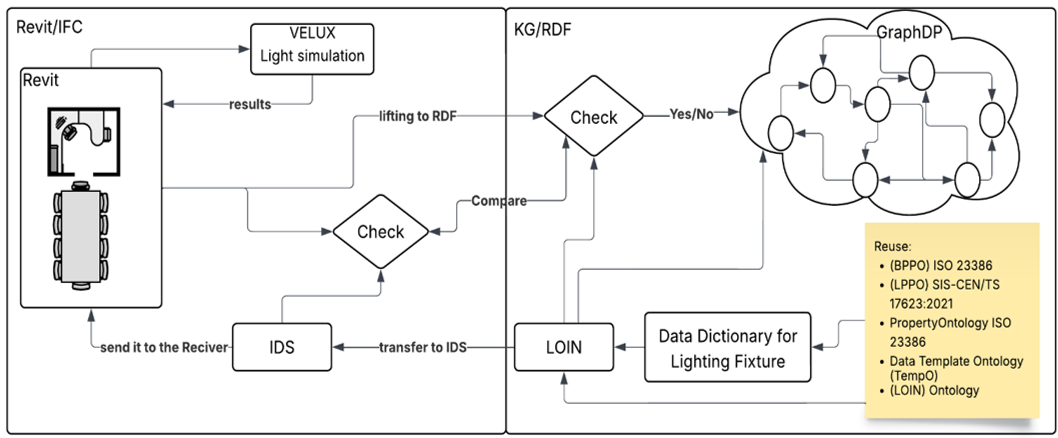 Revit/IFC
VELUX
Light simulation
Revit
results
lifting to RDF
Check
Compare
send it to the Reciver
IDS
transfer to IDS
KG/RDF
Check
Yes/No
GraphDP
LOIN
Data Dictionary for
Lighting Fixture
Reuse:
• (BPPO) ISO 23386
• (LPPO) SIS-CEN/TS
17623:2021
• PropertyOntology ISO
23386
• Data Template Ontology
(TempO)
• (LOIN) Ontology